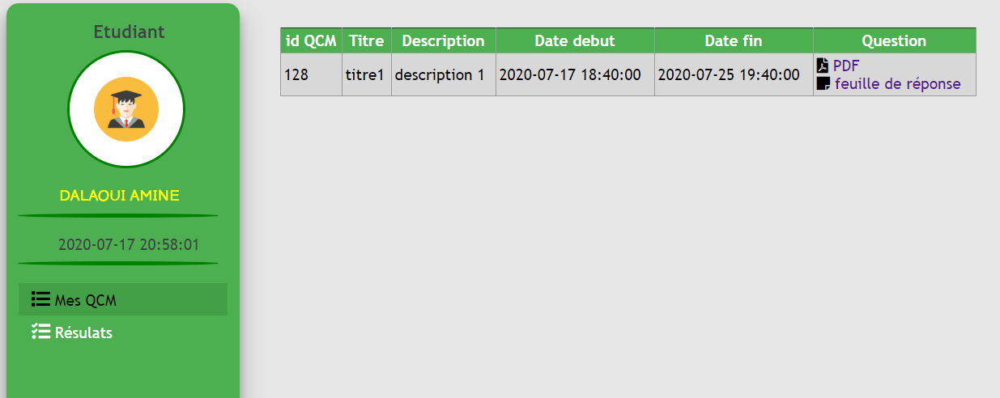 Etudiant
DALAOUI AMINE
2020-07-17 20:58:01
Mes QCM
Résulats
id QCM Titre Description Date debut Date fin Question
128 titre1 description 1 2020-07-17 18:40:00 2020-07-25 19:40:00 PDF
feuille de réponse